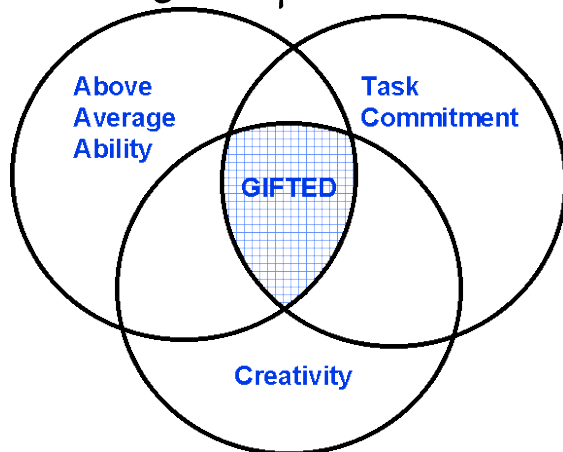 Above
Average
Ability
Task
Commitment
GIFTED
Creativity